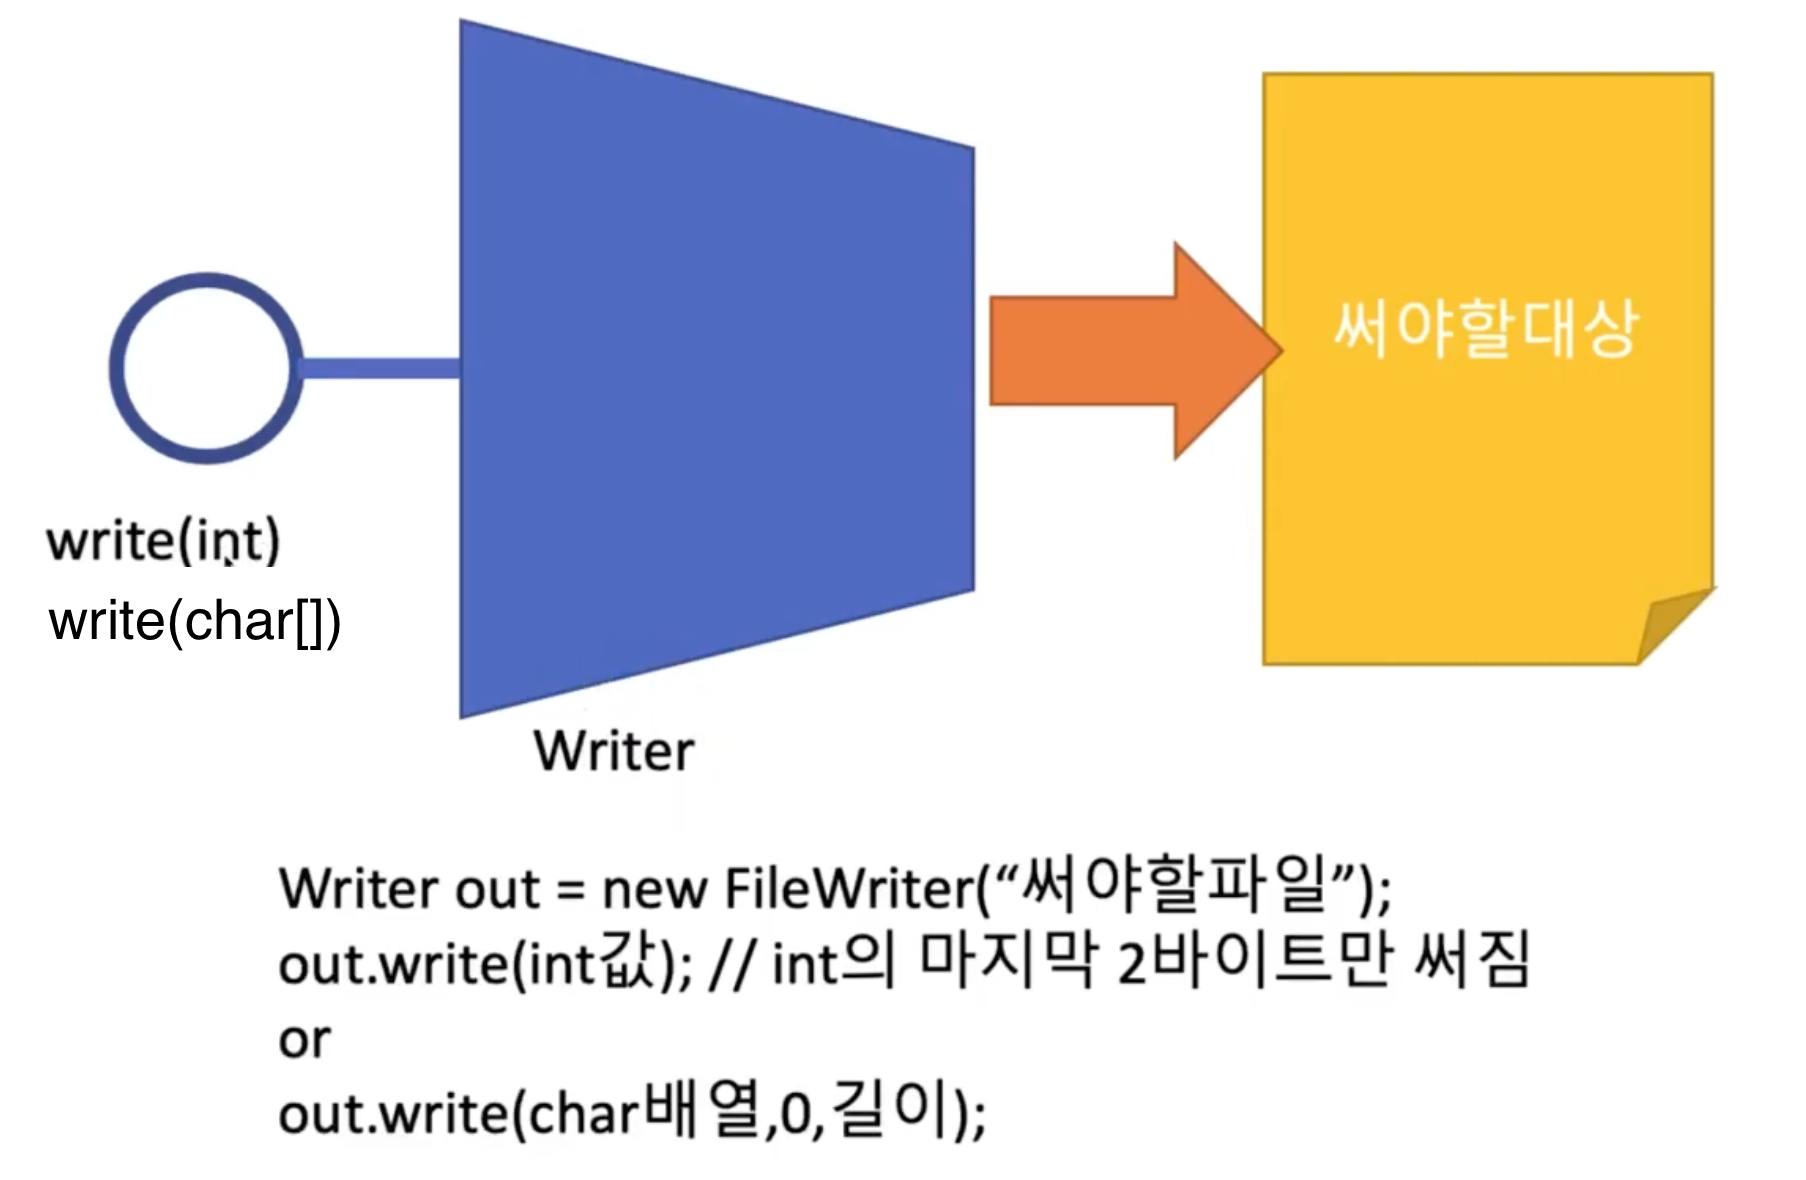 써야할대상
write(int)
write(char[])
Writer
Writer out = new FileWriter(“써야할파일”);
out.write(int값); // int의 마지막 2바이트만 써짐
or
out.write(char배열,0,길이);